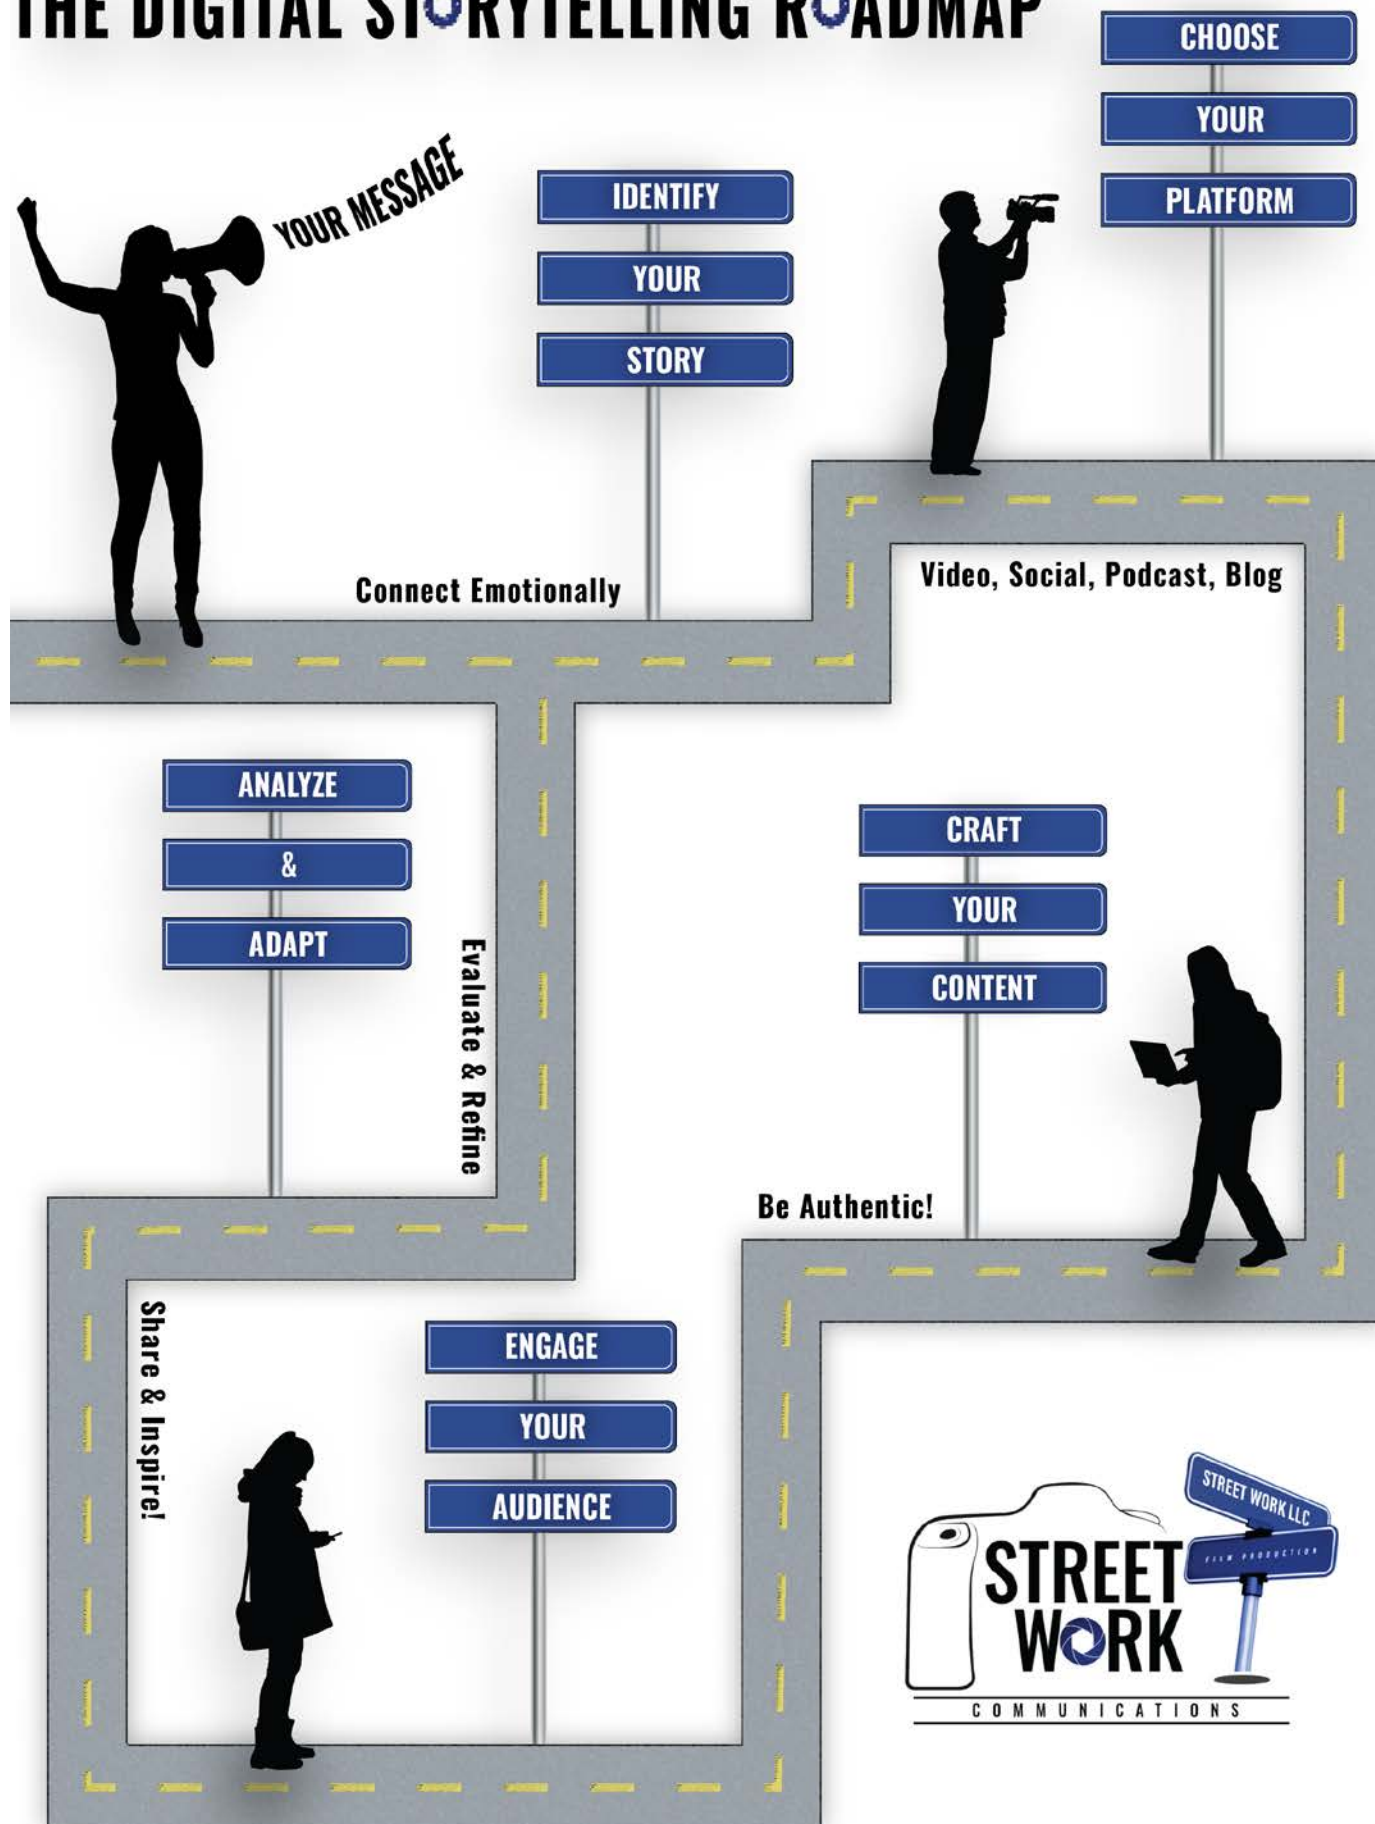 THE DIGITAL STORYTELLING ROADMAP
YOUR MESSAGE
IDENTIFY
YOUR
STORY
Connect Emotionally
CHOOSE
YOUR
PLATFORM
Video, Social, Podcast, Blog
CRAFT
YOUR
CONTENT
Be Authentic!
ENGAGE
YOUR
AUDIENCE
Share & Inspire!
ANALYZE
&
ADAPT
Evaluate & Refine
STREET WORK LLC
FILM PRODUCTION
STREET
WORK
COMMUNICATIONS